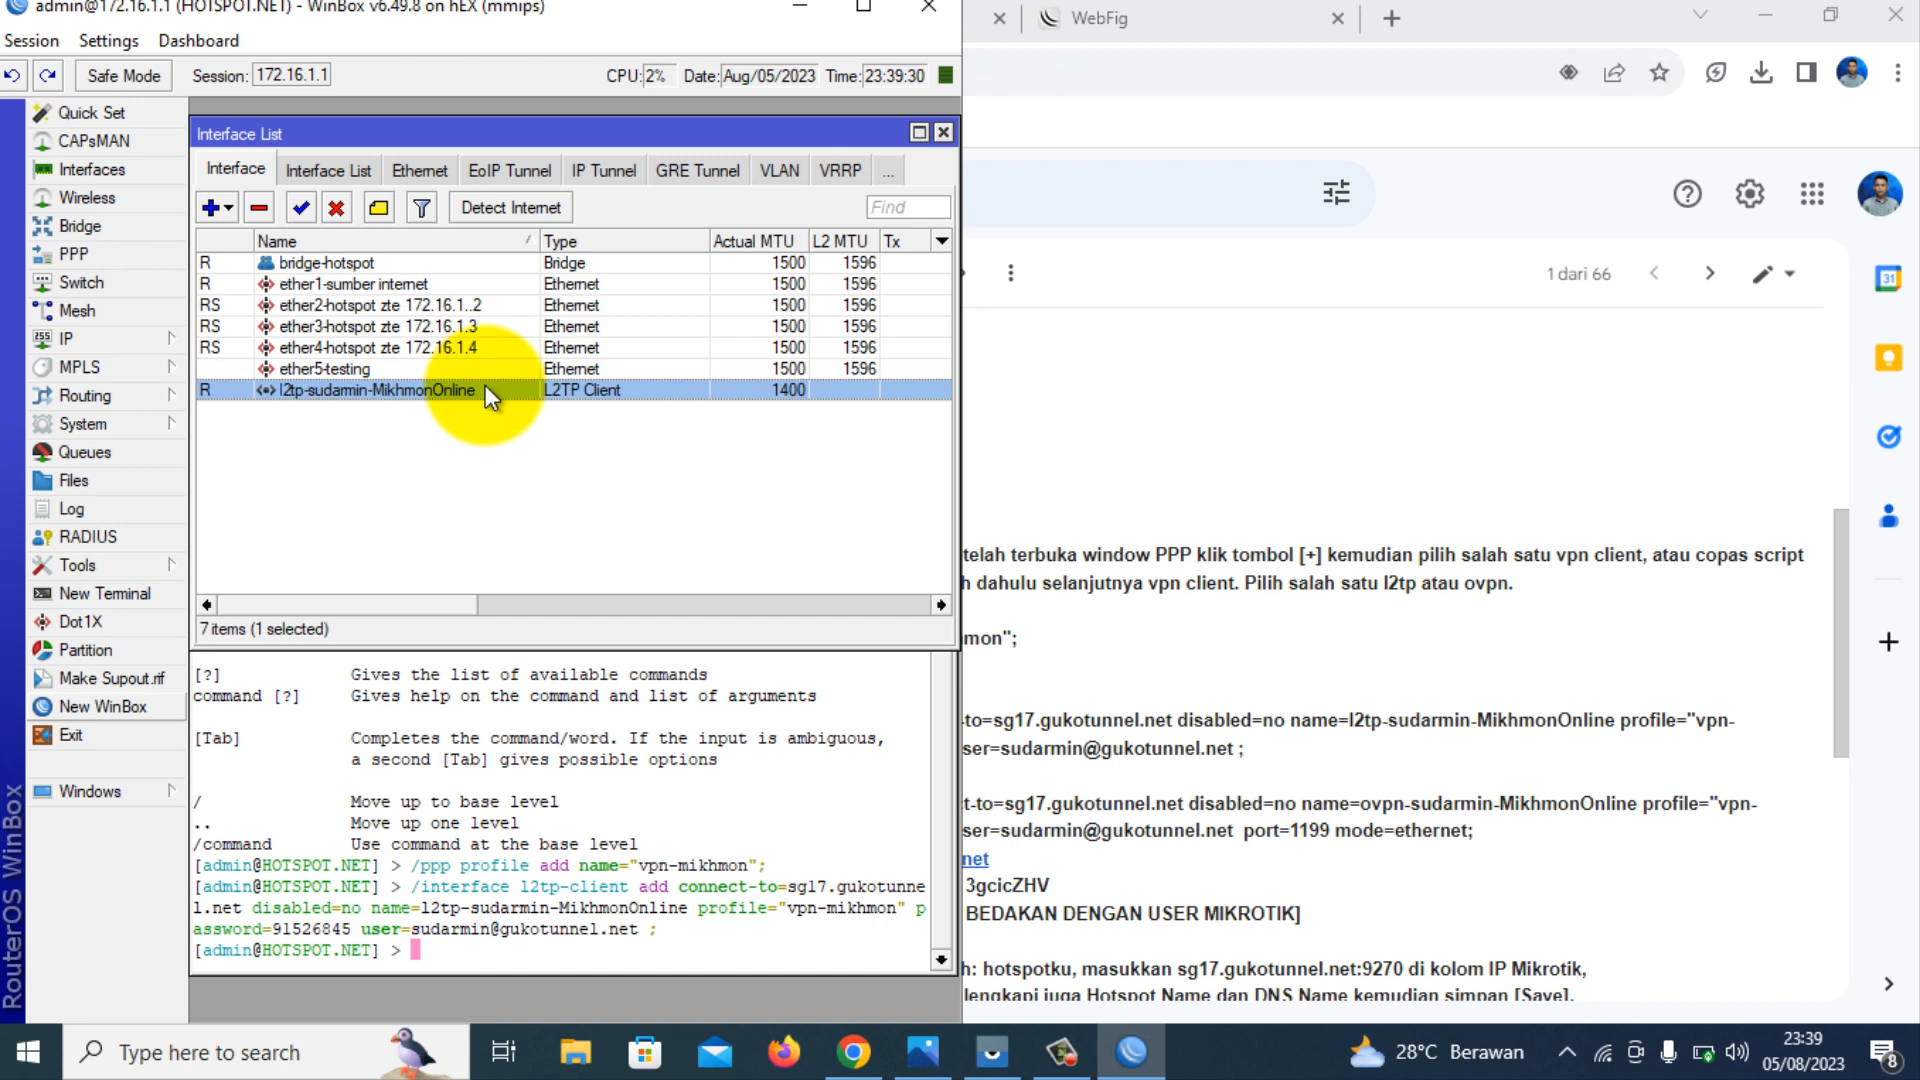 admin@172.16.1.1 (HOTSPOT.NET) - WinBox v6.49.8 on hEX (mmips)
Session Settings Dashboard
Safe Mode Session: 172.16.1.1 CPU: 2% Date: Aug/05/2023 Time: 23:39:30
Quick Set
CAPsMAN
Interfaces
Wireless
Bridge
PPP
Switch
Mesh
IP
MPLS
Routing
System
Queues
Files
Log
RADIUS
Tools
New Terminal
Dot1X
Partition
Make Supout.rif
New WinBox
Exit
Windows
RouterOS WinBox
Interface List
Interface Interface List Ethernet EoIP Tunnel IP Tunnel GRE Tunnel VLAN VRRP ...
Detect Internet Find
Name Type Actual MTU L2 MTU Tx
R bridge-hotspot Bridge 1500 1596
R ether1-sumber internet Ethernet 1500 1596
RS ether2-hotspot zte 172.16.1..2 Ethernet 1500 1596
RS ether3-hotspot zte 172.16.1.3 Ethernet 1500 1596
RS ether4-hotspot zte 172.16.1.4 Ethernet 1500 1596
ether5-testing Ethernet 1500 1596
R l2tp-sudarmin-MikhmonOnline L2TP Client 1400
7 items (1 selected)
[?] Gives the list of available commands
command [?] Gives help on the command and list of arguments
[Tab] Completes the command/word. If the input is ambiguous,
a second [Tab] gives possible options
/ Move up to base level
.. Move up one level
/command Use command at the base level
[admin@HOTSPOT.NET] > /ppp profile add name="vpn-mikhmon";
[admin@HOTSPOT.NET] > /interface l2tp-client add connect-to=sg17.gukotunne
l.net disabled=no name=l2tp-sudarmin-MikhmonOnline profile="vpn-mikhmon" p
assword=91526845 user=sudarmin@gukotunnel.net ;
[admin@HOTSPOT.NET] >
WebFig
1 dari 66
telah terbuka window PPP klik tombol [+] kemudian pilih salah satu vpn client, atau copas script
h dahulu selanjutnya vpn client. Pilih salah satu l2tp atau ovpn.
mon";
-to=sg17.gukotunnel.net disabled=no name=l2tp-sudarmin-MikhmonOnline profile="vpn-
ser=sudarmin@gukotunnel.net ;
t-to=sg17.gukotunnel.net disabled=no name=ovpn-sudarmin-MikhmonOnline profile="vpn-
ser=sudarmin@gukotunnel.net port=1199 mode=ethernet;
net
3gcicZHV
BEDAKAN DENGAN USER MIKROTIK]
h: hotspotku, masukkan sg17.gukotunnel.net:9270 di kolom IP Mikrotik,
lengkapi juga Hotspot Name dan DNS Name kemudian simpan [Save].
Type here to search
28°C Berawan
23:39
05/08/2023
8